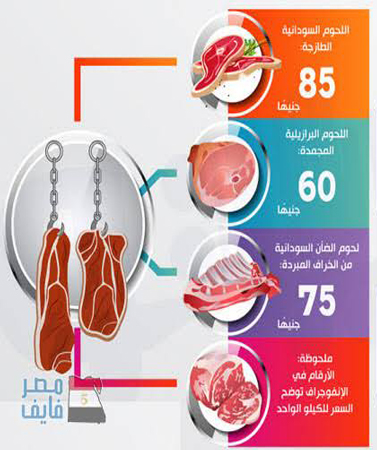 اللحوم السودانية
الطازجة:
85
جنيهًا
اللحوم البرازيلية
المجمدة:
60
جنيهًا
لحوم الضأن السودانية
من الخراف المبردة:
75
جنيهًا
ملحوظة:
الأرقام في
الإنفوجراف توضح
السعر للكيلو الواحد
مصر
5
فايف